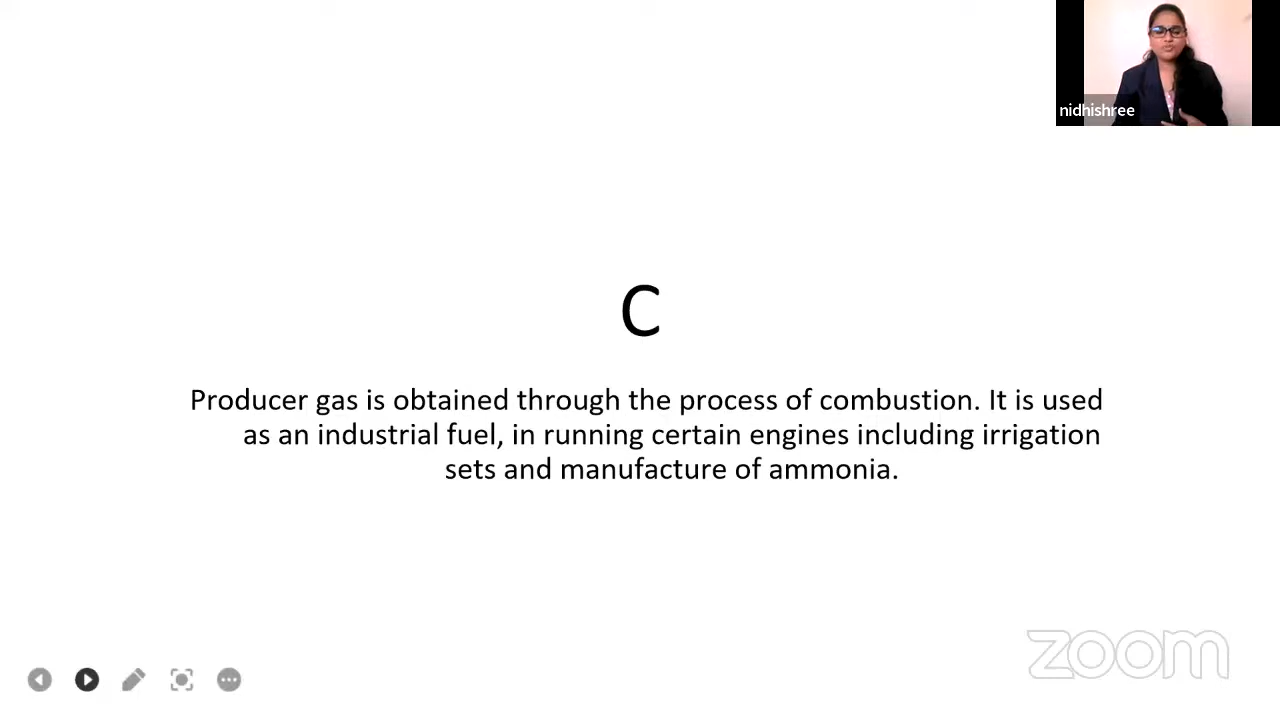 nidhishree
C
Producer gas is obtained through the process of combustion. It is used
as an industrial fuel, in running certain engines including irrigation
sets and manufacture of ammonia.
zoom